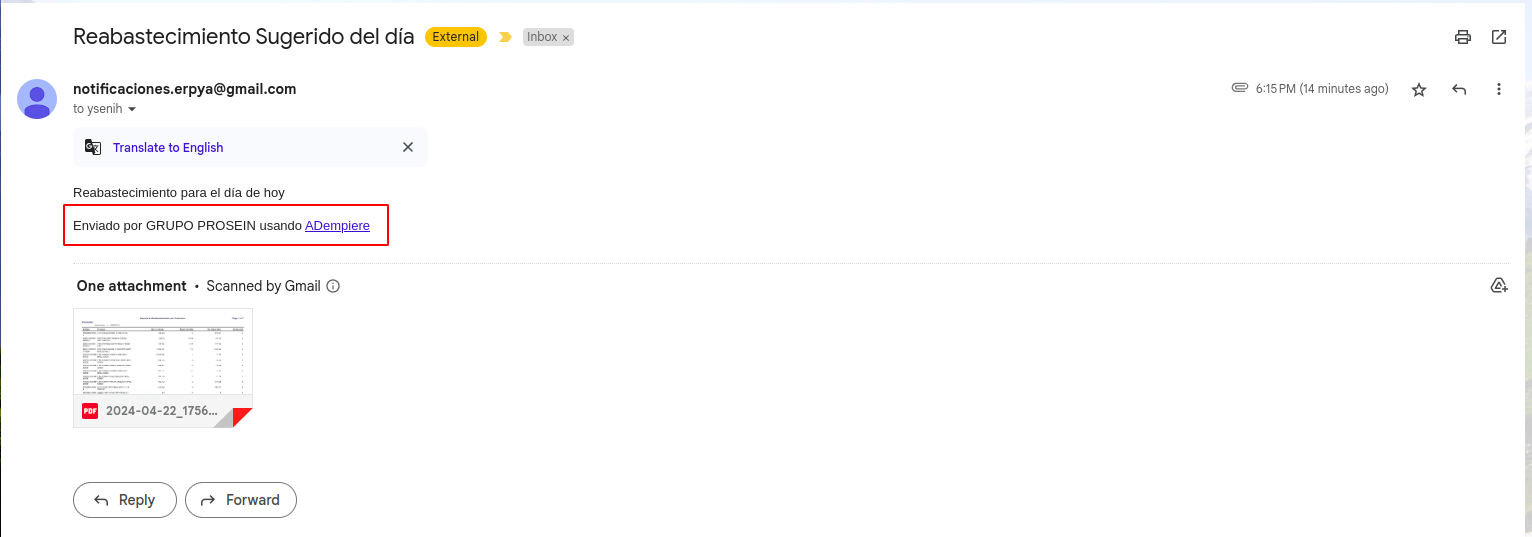 Reabastecimiento Sugerido del día External Inbox ×
notificaciones.erpya@gmail.com 6:15 PM (14 minutes ago)
to ysenih
Translate to English
Reabastecimiento para el día de hoy
Enviado por GRUPO PROSEIN usando ADempiere
One attachment • Scanned by Gmail
PDF 2024-04-22_1756...
Reply Forward